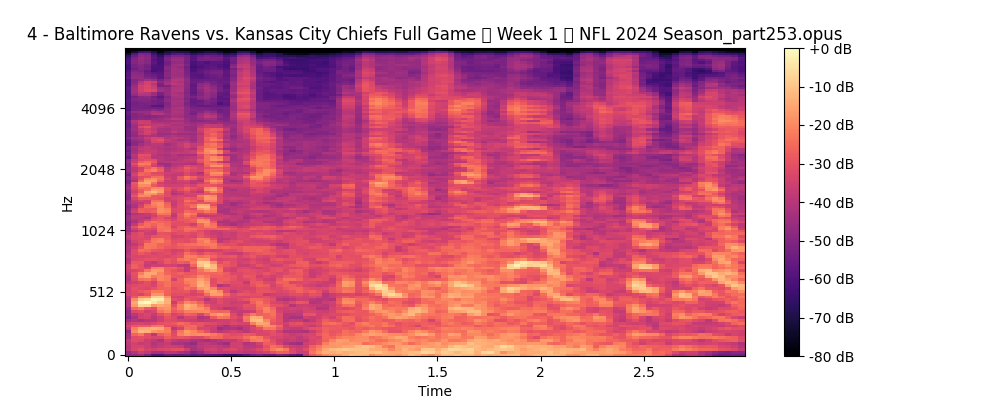 4 - Baltimore Ravens vs. Kansas City Chiefs Full Game ▯ Week 1 ▯ NFL 2024 Season_part253.opus
+0 dB
-10 dB
-20 dB
-30 dB
-40 dB
-50 dB
-60 dB
-70 dB
-80 dB
4096
2048
1024
512
0
Hz
0
0.5
1
1.5
2
2.5
Time